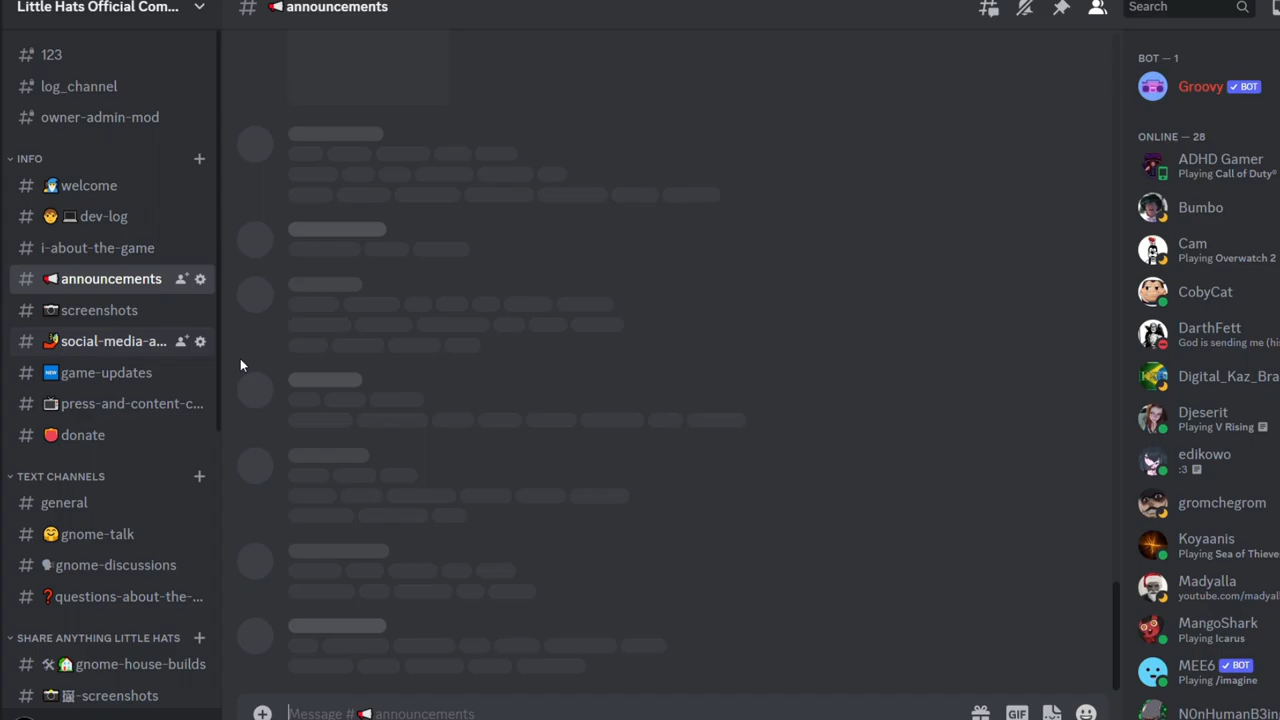 Little Hats Official Com...
123
log_channel
owner-admin-mod
INFO
welcome
dev-log
i-about-the-game
announcements
screenshots
social-media-a...
game-updates
press-and-content-c...
donate
TEXT CHANNELS
general
gnome-talk
gnome-discussions
questions-about-the-...
SHARE ANYTHING LITTLE HATS
gnome-house-builds
-screenshots
announcements
Message # announcements
GIF
Search
BOT — 1
Groovy BOT
ONLINE — 28
ADHD Gamer
Playing Call of Duty®
Bumbo
Cam
Playing Overwatch 2
CobyCat
DarthFett
God is sending me (his
Digital_Kaz_Bra
Djeserit
Playing V Rising
edikowo
:3
gromchegrom
Koyaanis
Playing Sea of Thieve
Madyalla
youtube.com/madyal
MangoShark
Playing Icarus
MEE6 BOT
Playing /imagine
N0nHumanB3in